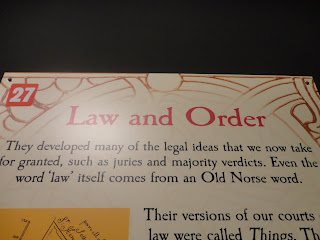 27
Law and Order
They developed many of the legal ideas that we now take
for granted, such as juries and majority verdicts. Even the
word 'law' itself comes from an Old Norse word.
Their versions of our courts
law were called Things. Th